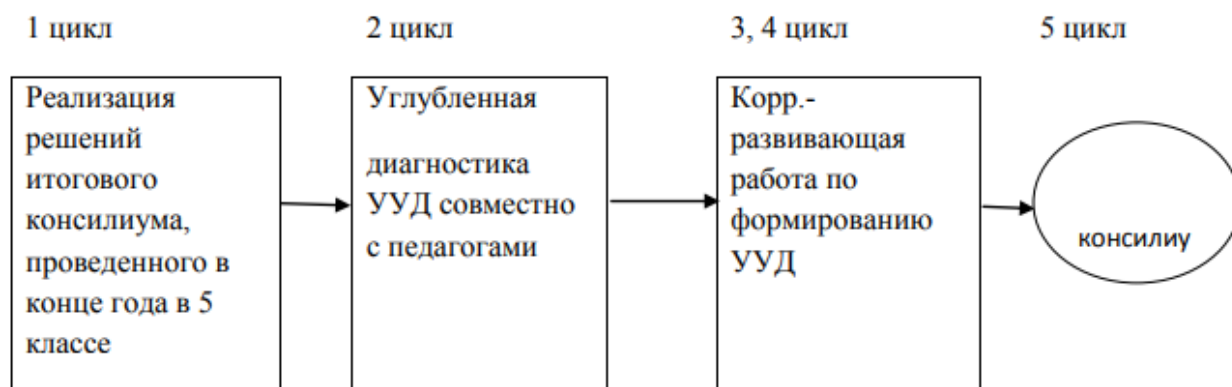 1 цикл
2 цикл
3, 4 цикл
5 цикл
Реализация
решений
итогового
консилиума,
проведенного в
конце года в 5
классе
Углубленная
диагностика
УУД совместно
с педагогами
Корр.-
развивающая
работа по
формированию
УУД
консилиу